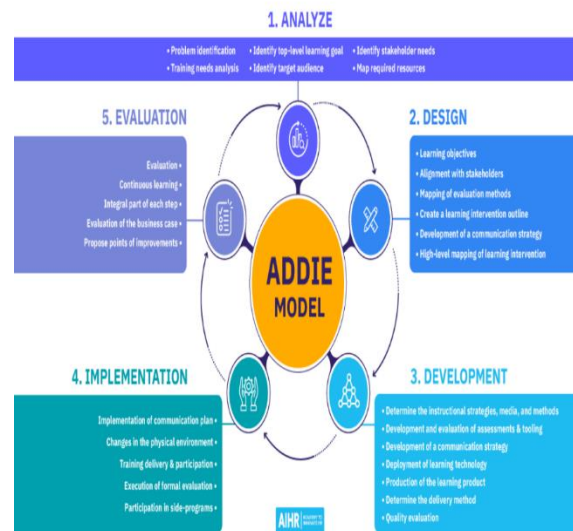 1. ANALYZE
• Problem identification • Identify top-level learning goal • Identify stakeholder needs
• Training needs analysis • Identify target audience • Map required resources
5. EVALUATION
Evaluation •
Continuous learning •
Integral part of each step •
Evaluation of the business case •
Propose points of improvements •
2. DESIGN
• Learning objectives
• Alignment with stakeholders
• Mapping of evaluation methods
• Create a learning intervention outline
• Development of a communication strategy
• High-level mapping of learning intervention
ADDIE
MODEL
4. IMPLEMENTATION
Implementation of communication plan •
Changes in the physical environment •
Training delivery & participation •
Execution of formal evaluation •
Participation in side-programs •
3. DEVELOPMENT
• Determine the instructional strategies, media, and methods
• Development and evaluation of assessments & tooling
• Development of a communication strategy
• Deployment of learning technology
• Production of the learning product
• Determine the delivery method
• Quality evaluation
AIHR